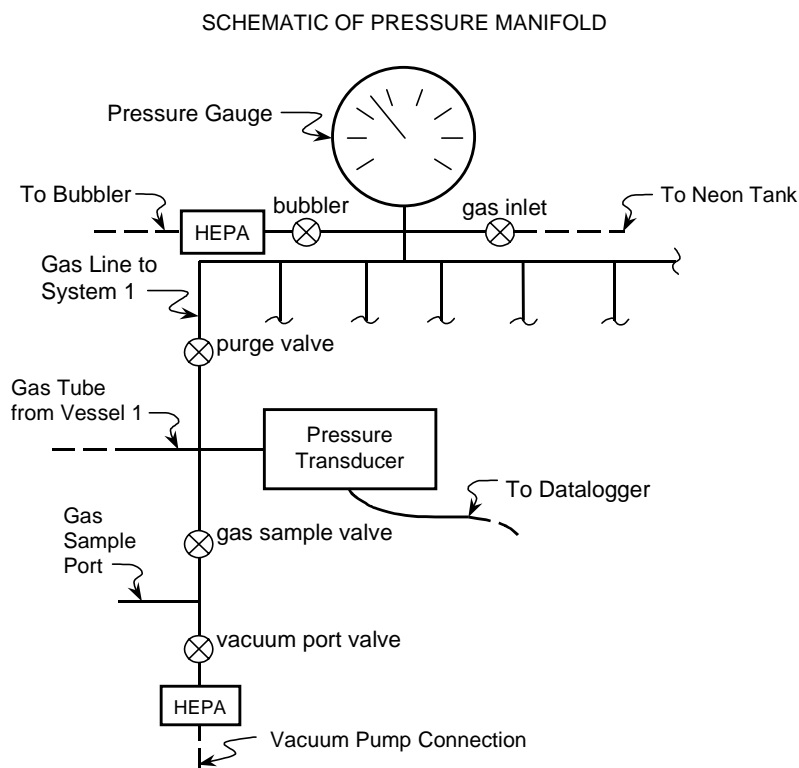 SCHEMATIC OF PRESSURE MANIFOLD
Pressure Gauge
To Bubbler
bubbler
gas inlet
To Neon Tank
HEPA
Gas Line to
System 1
purge valve
Gas Tube
from Vessel 1
Pressure
Transducer
To Datalogger
Gas
Sample
Port
gas sample valve
vacuum port valve
HEPA
Vacuum Pump Connection